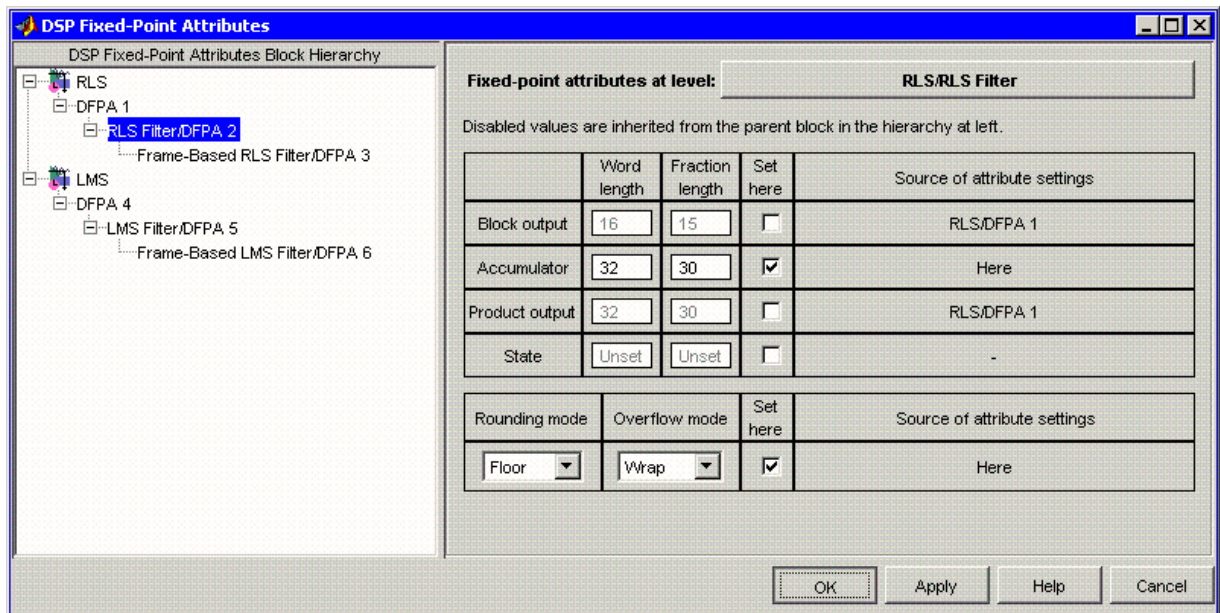 DSP Fixed-Point Attributes
DSP Fixed-Point Attributes Block Hierarchy
RLS
DFPA 1
RLS Filter/DFPA 2
Frame-Based RLS Filter/DFPA 3
LMS
DFPA 4
LMS Filter/DFPA 5
Frame-Based LMS Filter/DFPA 6
Fixed-point attributes at level: RLS/RLS Filter
Disabled values are inherited from the parent block in the hierarchy at left.
Word length Fraction length Set here Source of attribute settings
Block output 16 15 RLS/DFPA 1
Accumulator 32 30 Here
Product output 32 30 RLS/DFPA 1
State Unset Unset -
Rounding mode Overflow mode Set here Source of attribute settings
Floor Wrap Here
OK Apply Help Cancel